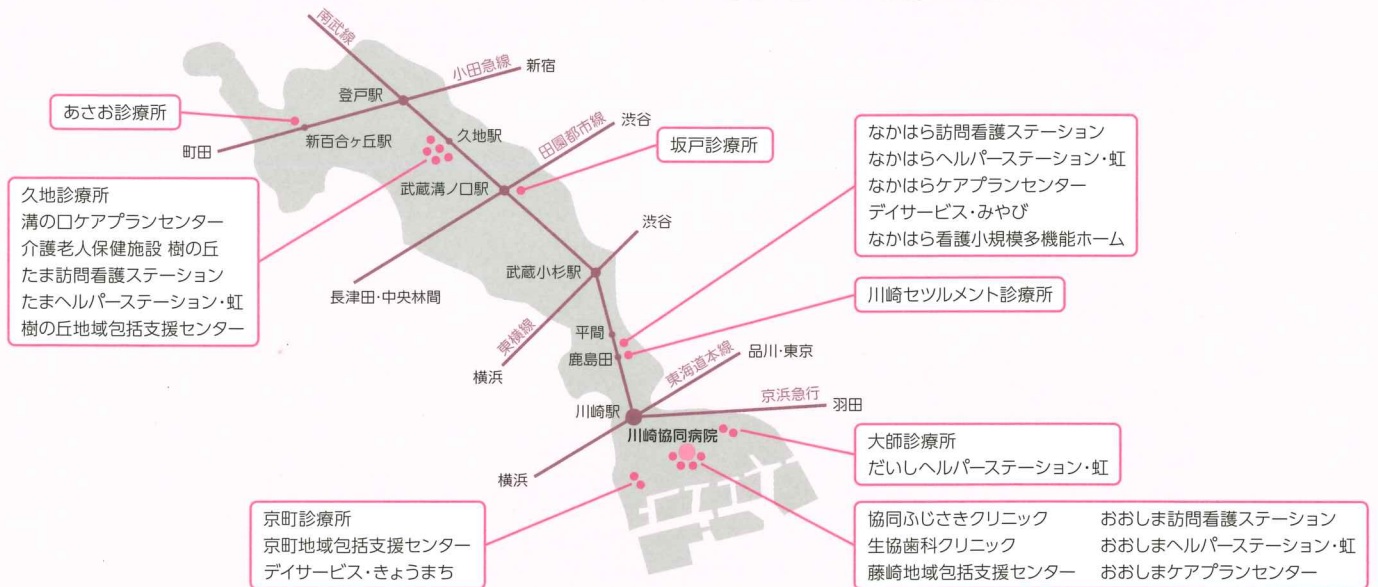 南武線
小田急線
新宿
登戸駅
あさお診療所
新百合ヶ丘駅
町田
久地駅
田園都市線
渋谷
坂戸診療所
武蔵溝ノ口駅
長津田・中央林間
久地診療所
溝の口ケアプランセンター
介護老人保健施設 樹の丘
たま訪問看護ステーション
たまヘルパーステーション・虹
樹の丘地域包括支援センター
なかはら訪問看護ステーション
なかはらヘルパーステーション・虹
なかはらケアプランセンター
デイサービス・みやび
なかはら看護小規模多機能ホーム
渋谷
武蔵小杉駅
東横線
横浜
平間
鹿島田
川崎セツルメント診療所
東海道本線
品川・東京
京浜急行
羽田
川崎駅
横浜
川崎協同病院
大師診療所
だいしヘルパーステーション・虹
京町診療所
京町地域包括支援センター
デイサービス・きょうまち
協同ふじさきクリニック
生協歯科クリニック
藤崎地域包括支援センター
おおしま訪問看護ステーション
おおしまヘルパーステーション・虹
おおしまケアプランセンター